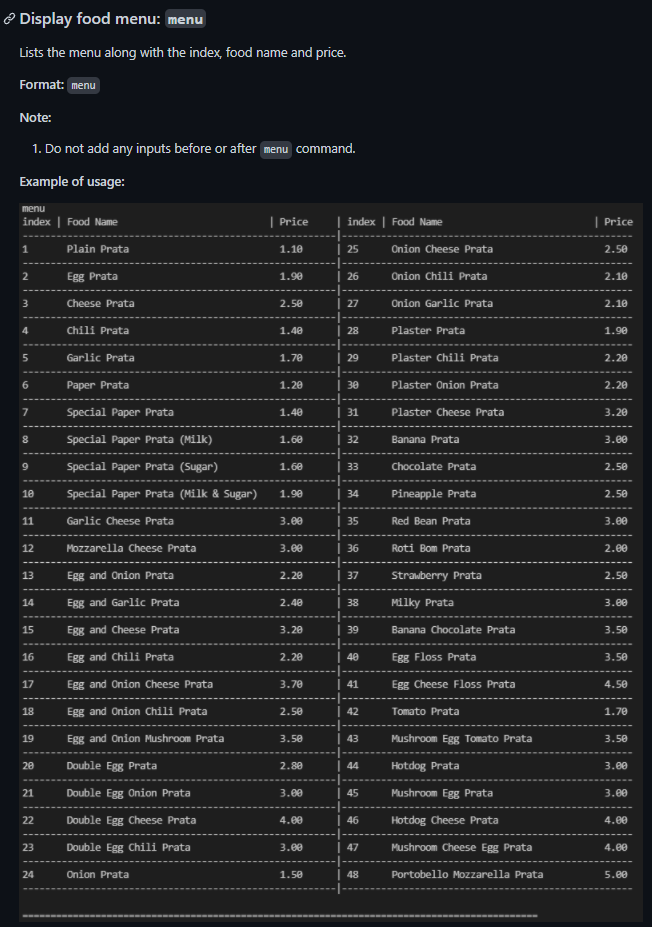 Display food menu: menu
Lists the menu along with the index, food name and price.
Format: menu
Note:
1. Do not add any inputs before or after menu command.
Example of usage:
menu
index | Food Name | Price | index | Food Name | Price
1 Plain Prata 1.10 | 25 Onion Cheese Prata 2.50
2 Egg Prata 1.90 | 26 Onion Chili Prata 2.10
3 Cheese Prata 2.50 | 27 Onion Garlic Prata 2.10
4 Chili Prata 1.40 | 28 Plaster Prata 1.90
5 Garlic Prata 1.70 | 29 Plaster Chili Prata 2.20
6 Paper Prata 1.20 | 30 Plaster Onion Prata 2.20
7 Special Paper Prata 1.40 | 31 Plaster Cheese Prata 3.20
8 Special Paper Prata (Milk) 1.60 | 32 Banana Prata 3.00
9 Special Paper Prata (Sugar) 1.60 | 33 Chocolate Prata 2.50
10 Special Paper Prata (Milk & Sugar) 1.90 | 34 Pineapple Prata 2.50
11 Garlic Cheese Prata 3.00 | 35 Red Bean Prata 3.00
12 Mozzarella Cheese Prata 3.00 | 36 Roti Bom Prata 2.00
13 Egg and Onion Prata 2.20 | 37 Strawberry Prata 2.50
14 Egg and Garlic Prata 2.40 | 38 Milky Prata 3.00
15 Egg and Cheese Prata 3.20 | 39 Banana Chocolate Prata 3.50
16 Egg and Chili Prata 2.20 | 40 Egg Floss Prata 3.50
17 Egg and Onion Cheese Prata 3.70 | 41 Egg Cheese Floss Prata 4.50
18 Egg and Onion Chili Prata 2.50 | 42 Tomato Prata 1.70
19 Egg and Onion Mushroom Prata 3.50 | 43 Mushroom Egg Tomato Prata 3.50
20 Double Egg Prata 2.80 | 44 Hotdog Prata 3.00
21 Double Egg Onion Prata 3.00 | 45 Mushroom Egg Prata 3.00
22 Double Egg Cheese Prata 4.00 | 46 Hotdog Cheese Prata 4.00
23 Double Egg Chili Prata 3.00 | 47 Mushroom Cheese Egg Prata 4.00
24 Onion Prata 1.50 | 48 Portobello Mozzarella Prata 5.00